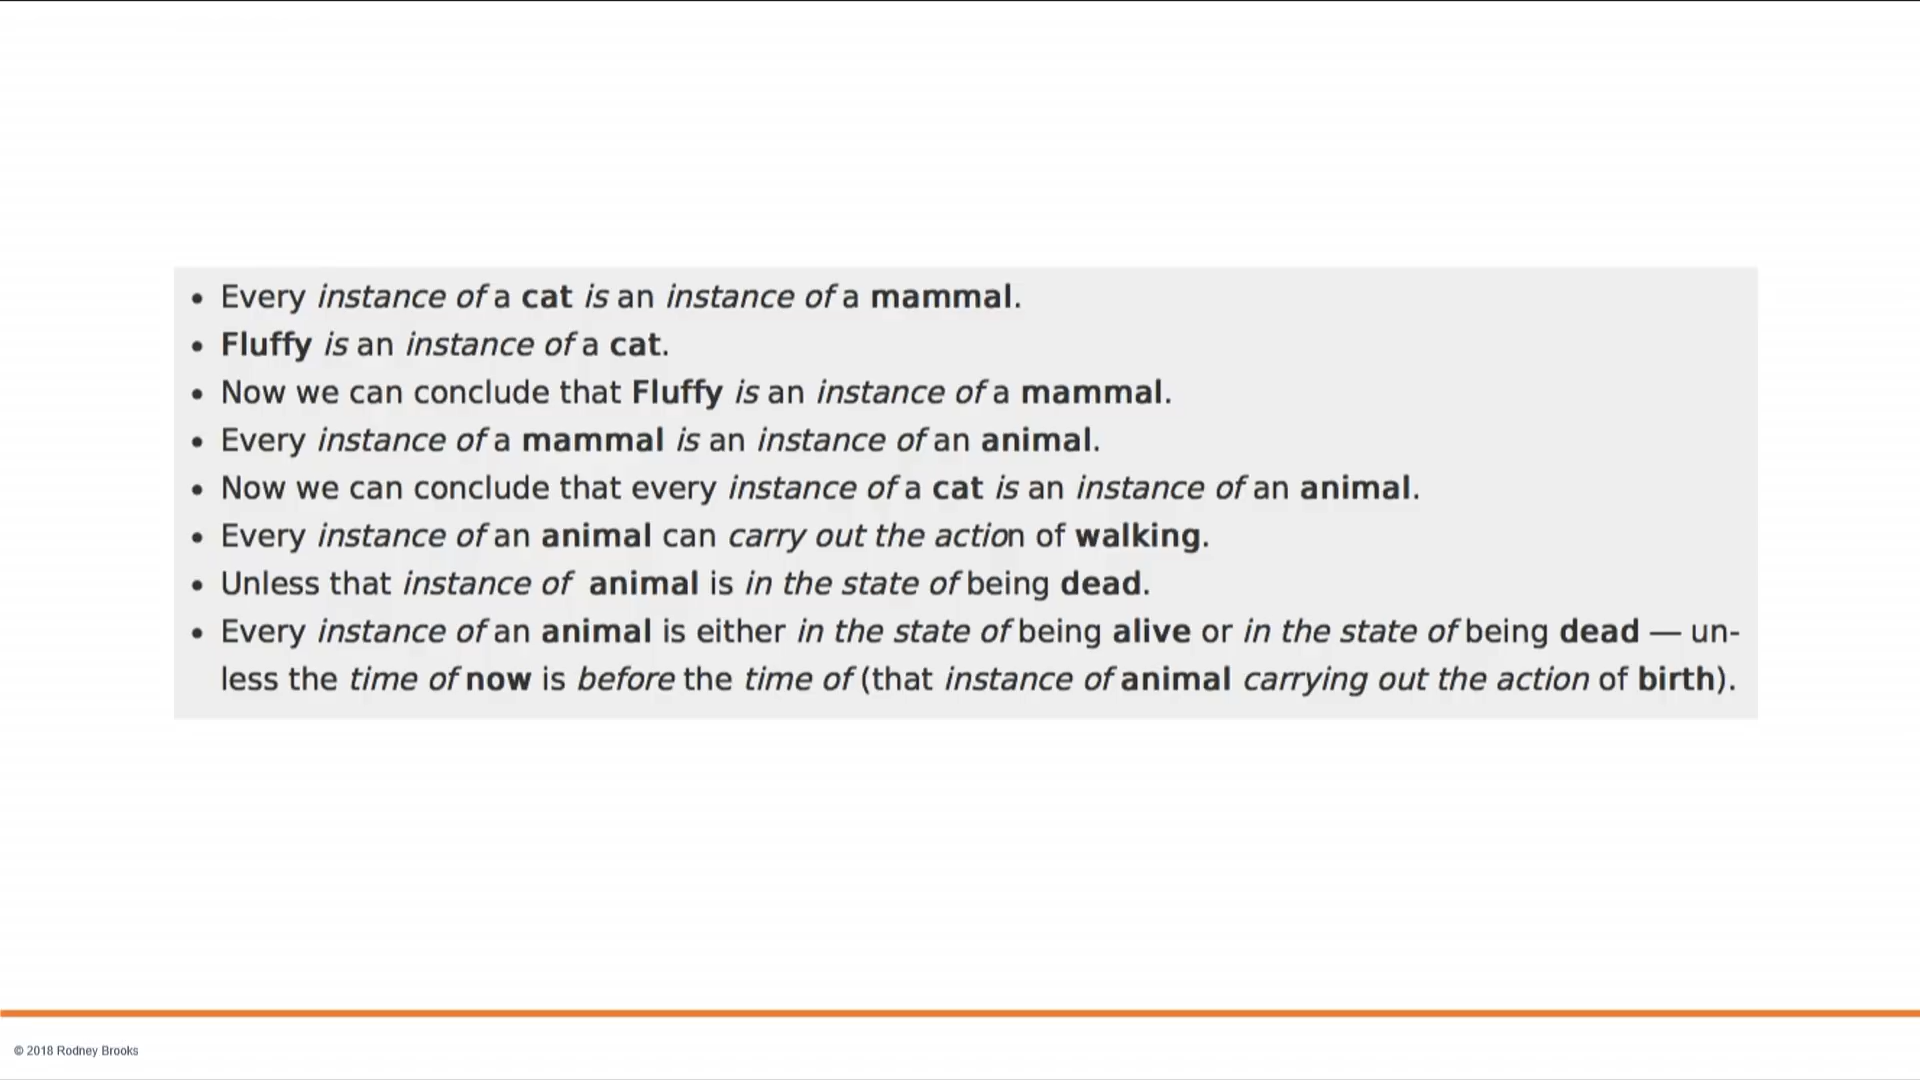 • Every instance of a cat is an instance of a mammal.
• Fluffy is an instance of a cat.
• Now we can conclude that Fluffy is an instance of a mammal.
• Every instance of a mammal is an instance of an animal.
• Now we can conclude that every instance of a cat is an instance of an animal.
• Every instance of an animal can carry out the action of walking.
• Unless that instance of animal is in the state of being dead.
• Every instance of an animal is either in the state of being alive or in the state of being dead — un-
less the time of now is before the time of (that instance of animal carrying out the action of birth).
© 2018 Rodney Brooks